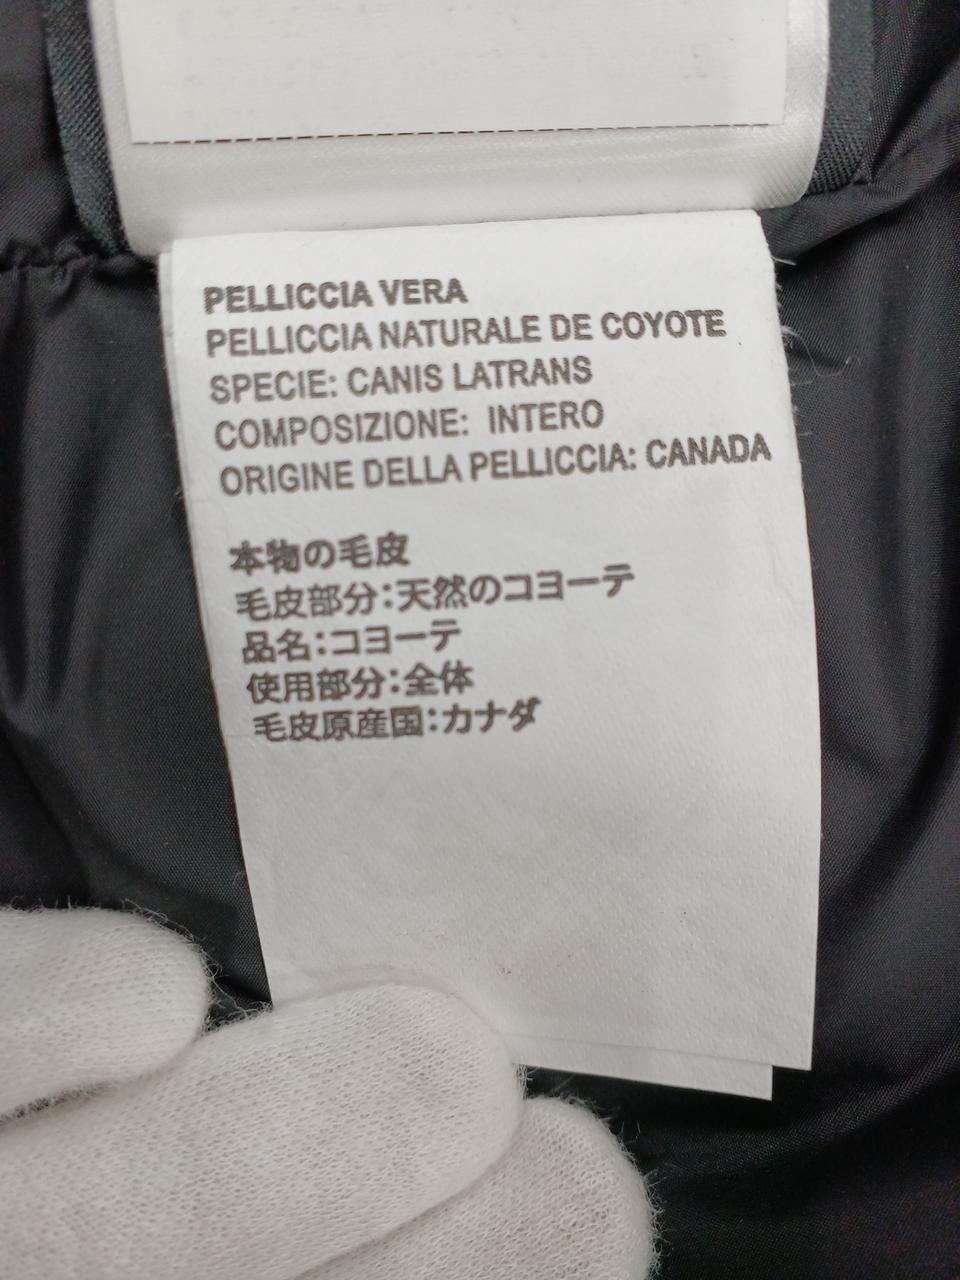 PELLICCIA VERA
PELLICCIA NATURALE DE COYOTE
SPECIE: CANIS LATRANS
COMPOSIZIONE: INTERO
ORIGINE DELLA PELLICCIA: CANADA
本物の毛皮
毛皮部分:天然のコヨーテ
品名:コヨーテ
使用部分:全体
毛皮原産国:カナダ